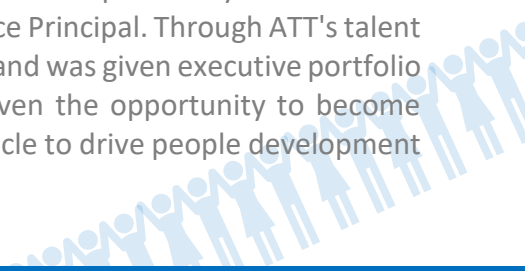 ce Principal. Through ATT's talent
and was given executive portfolio
ven the opportunity to become
cle to drive people development